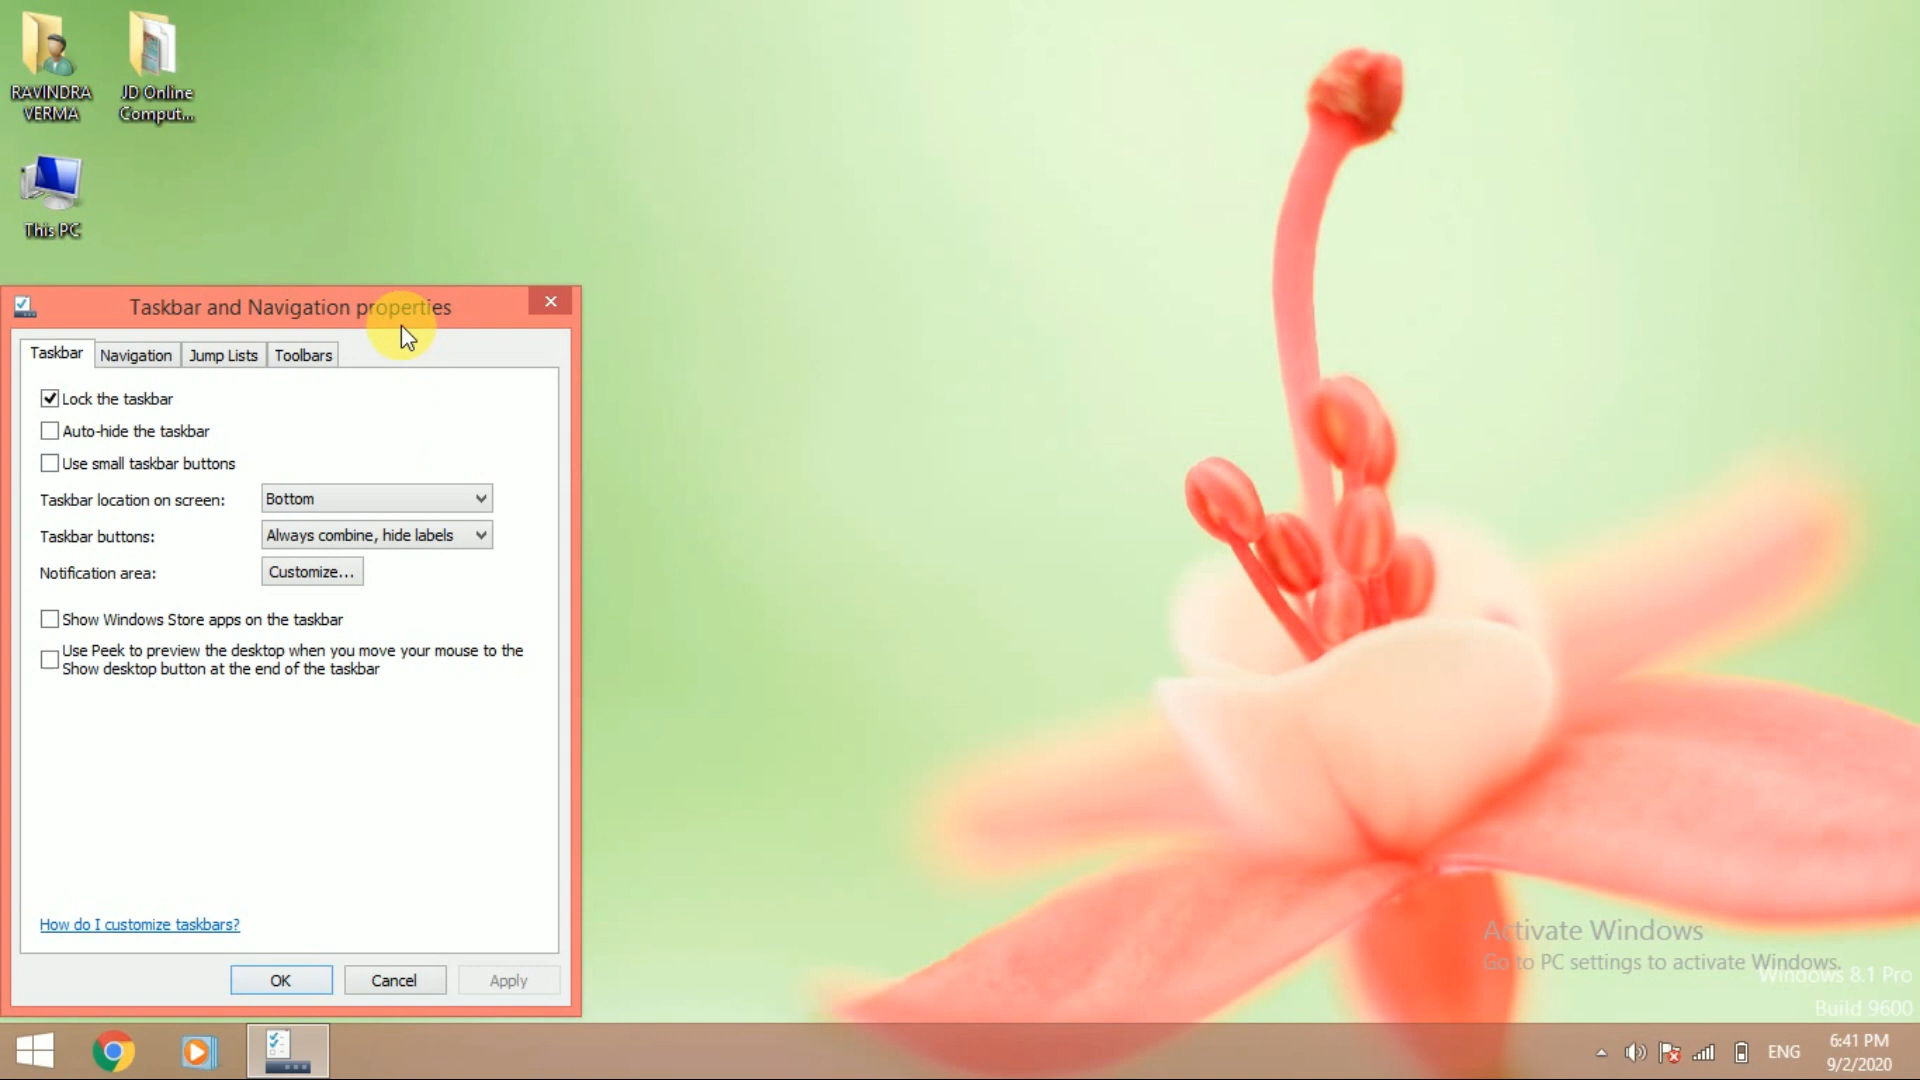 RAVINDRA
VERMA
JD Online
Comput...
This PC
Taskbar and Navigation properties
Taskbar
Navigation
Jump Lists
Toolbars
Lock the taskbar
Auto-hide the taskbar
Use small taskbar buttons
Taskbar location on screen:
Bottom
Taskbar buttons:
Always combine, hide labels
Notification area:
Customize...
Show Windows Store apps on the taskbar
Use Peek to preview the desktop when you move your mouse to the
Show desktop button at the end of the taskbar
How do I customize taskbars?
OK
Cancel
Apply
Activate Windows
Go to PC settings to activate Windows.
Windows 8.1 Pro
Build 9600
ENG
6:41 PM
9/2/2020